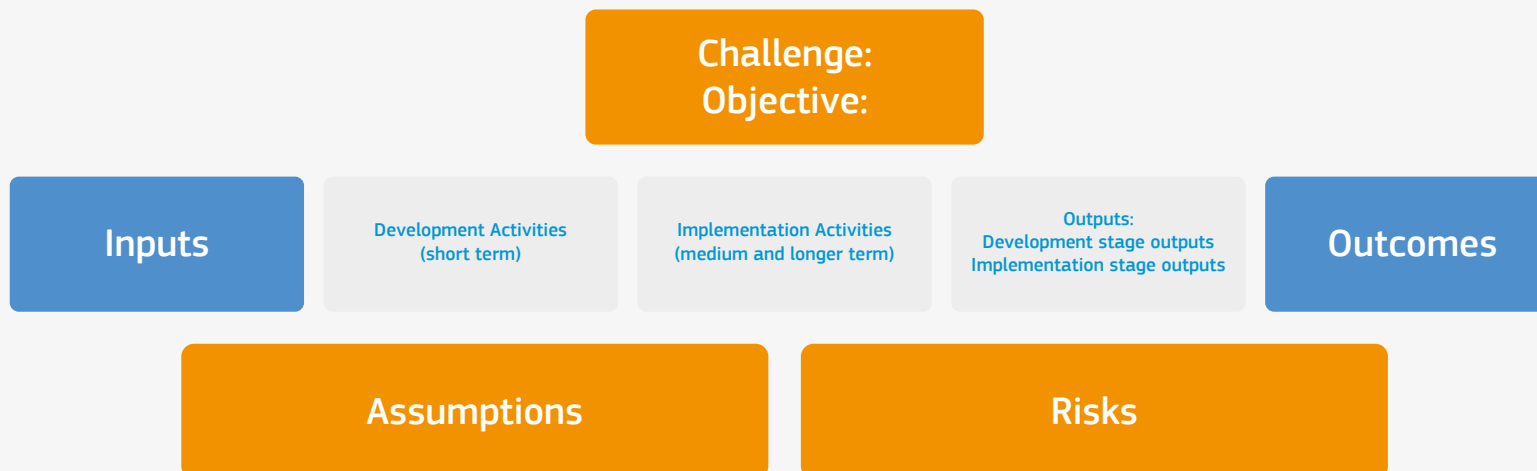 Challenge:
Objective:
Inputs
Development Activities
(short term)
Implementation Activities
(medium and longer term)
Outputs:
Development stage outputs
Implementation stage outputs
Outcomes
Assumptions
Risks